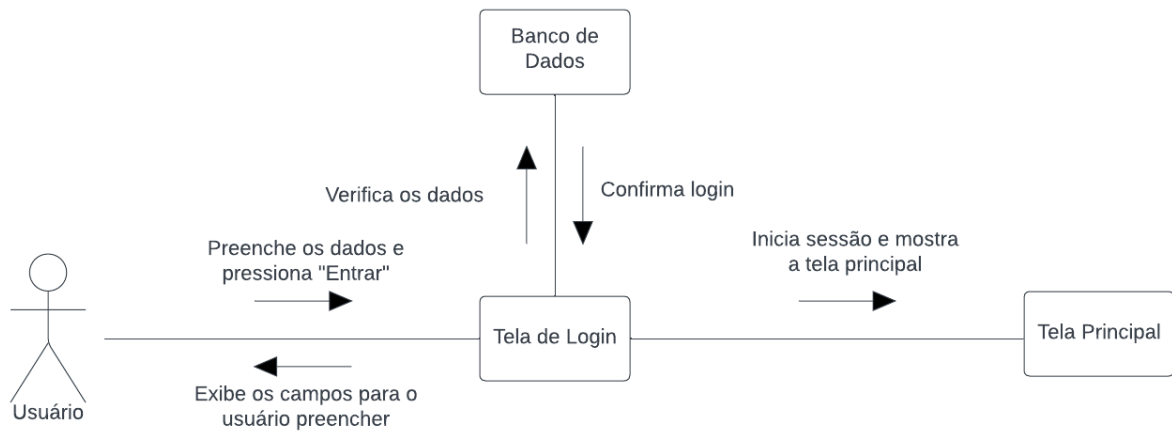 Banco de
Dados
Verifica os dados
Confirma login
Preenche os dados e
pressiona "Entrar"
Inicia sessão e mostra
a tela principal
Tela de Login
Tela Principal
Exibe os campos para o
usuário preencher
Usuário